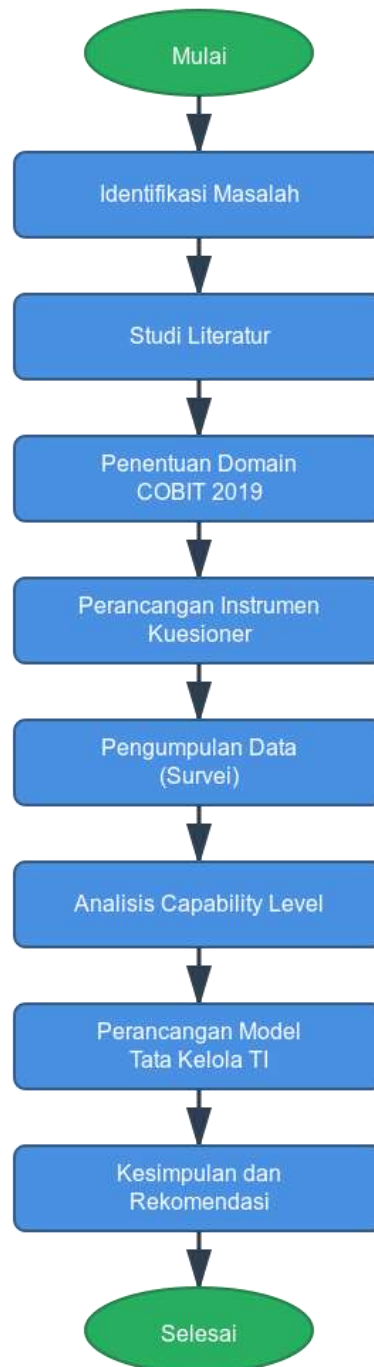 Mulai
Identifikasi Masalah
Studi Literatur
Penentuan Domain
COBIT 2019
Perancangan Instrumen
Kuesioner
Pengumpulan Data
(Survei)
Analisis Capability Level
Perancangan Model
Tata Kelola TI
Kesimpulan dan
Rekomendasi
Selesai